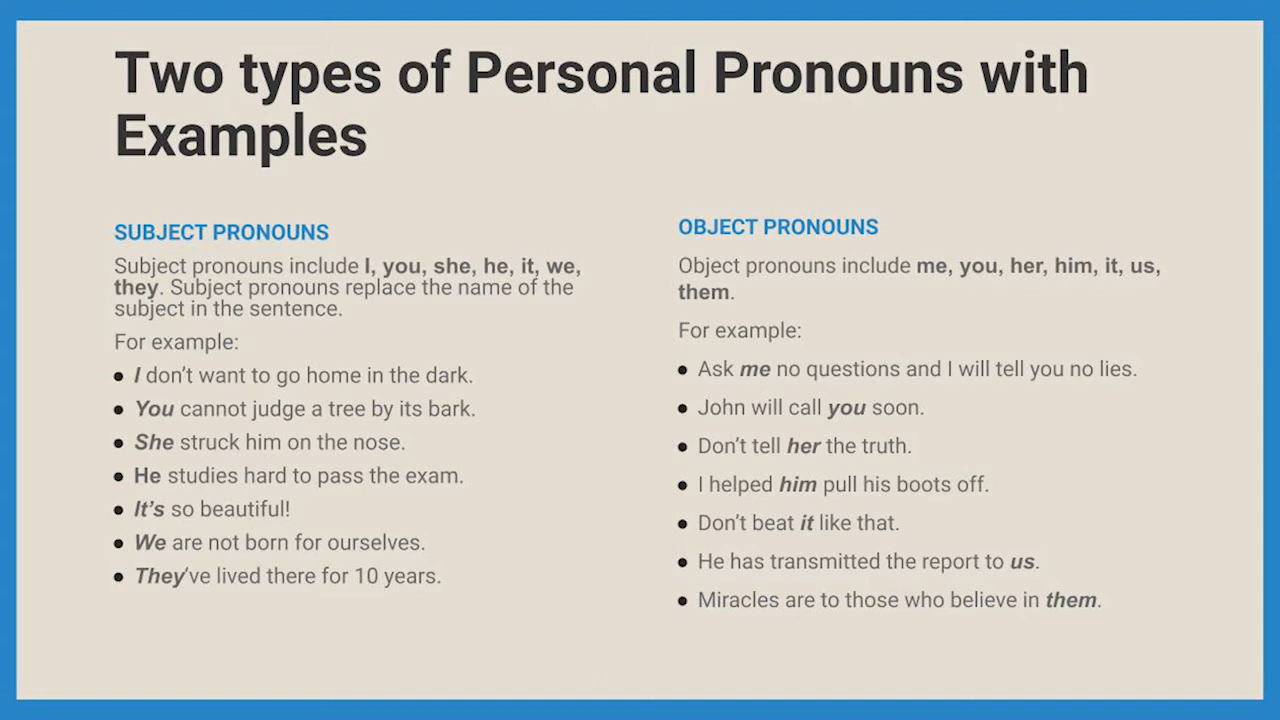 Two types of Personal Pronouns with
Examples
SUBJECT PRONOUNS
Subject pronouns include I, you, she, he, it, we,
they. Subject pronouns replace the name of the
subject in the sentence.
For example:
• I don’t want to go home in the dark.
• You cannot judge a tree by its bark.
• She struck him on the nose.
• He studies hard to pass the exam.
• It’s so beautiful!
• We are not born for ourselves.
• They’ve lived there for 10 years.
OBJECT PRONOUNS
Object pronouns include me, you, her, him, it, us,
them.
For example:
• Ask me no questions and I will tell you no lies.
• John will call you soon.
• Don’t tell her the truth.
• I helped him pull his boots off.
• Don’t beat it like that.
• He has transmitted the report to us.
• Miracles are to those who believe in them.